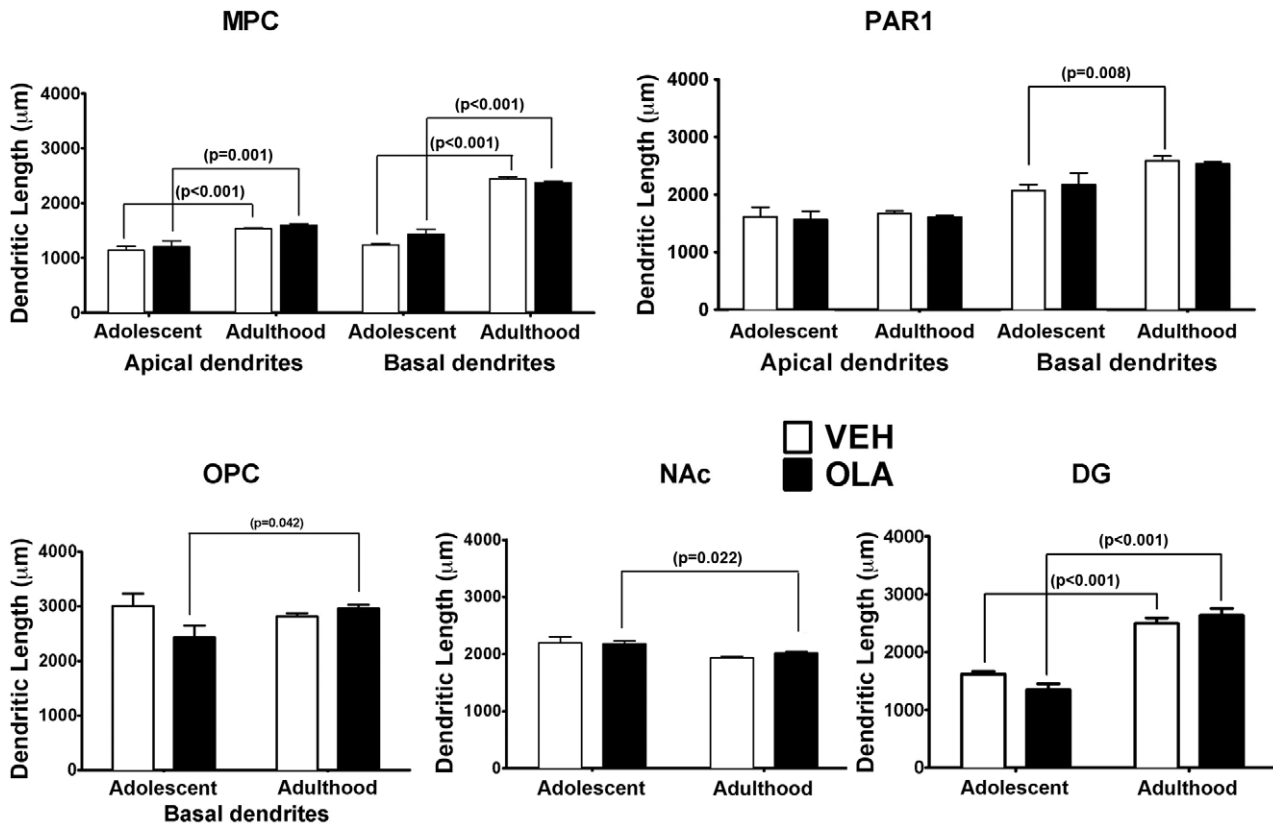 MPC
Dendritic Length (μm)
4000
3000
2000
1000
0
(p<0.001)
(p=0.001)
(p<0.001)
(p<0.001)
Adolescent Adulthood Adolescent Adulthood
Apical dendrites Basal dendrites
PAR1
Dendritic Length (μm)
4000
3000
2000
1000
0
(p=0.008)
Adolescent Adulthood Adolescent Adulthood
Apical dendrites Basal dendrites
VEH
OLA
OPC
Dendritic Length (μm)
4000
3000
2000
1000
0
(p=0.042)
Adolescent Adulthood
Basal dendrites
NAc
Dendritic Length (μm)
4000
3000
2000
1000
0
(p=0.022)
Adolescent Adulthood
DG
Dendritic Length (μm)
4000
3000
2000
1000
0
(p<0.001)
(p<0.001)
Adolescent Adulthood